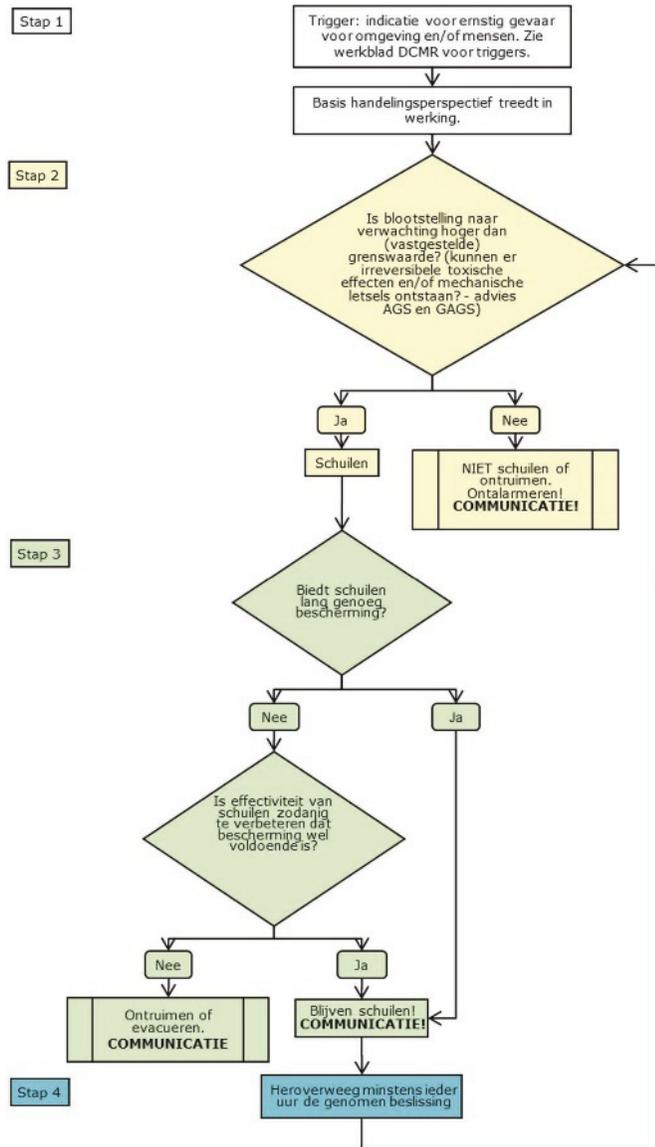 Stap 1
Trigger: indicatie voor ernstig gevaar
voor omgeving en/of mensen. Zie
werkblad DCMR voor triggers.
Basis handelingsperspectief treedt in
werking.
Stap 2
Is blootstelling naar
verwachting hoger dan
(vastgestelde)
grenswaarde? (kunnen er
irreversibele toxische
effecten en/of mechanische
letsels ontstaan? - advies
AGS en GAGS)
Ja
Nee
Schuilen
NIET schuilen of
ontruimen.
Ontalarmeren!
COMMUNICATIE!
Stap 3
Biedt schuilen
lang genoeg
bescherming?
Nee
Ja
Is effectiviteit van
schuilen zodanig
te verbeteren dat
bescherming wel
voldoende is?
Nee
Ja
Ontruimen of
evacueren.
COMMUNICATIE
Blijven schuilen!
COMMUNICATIE!
Stap 4
Heroverweeg minstens ieder
uur de genomen beslissing